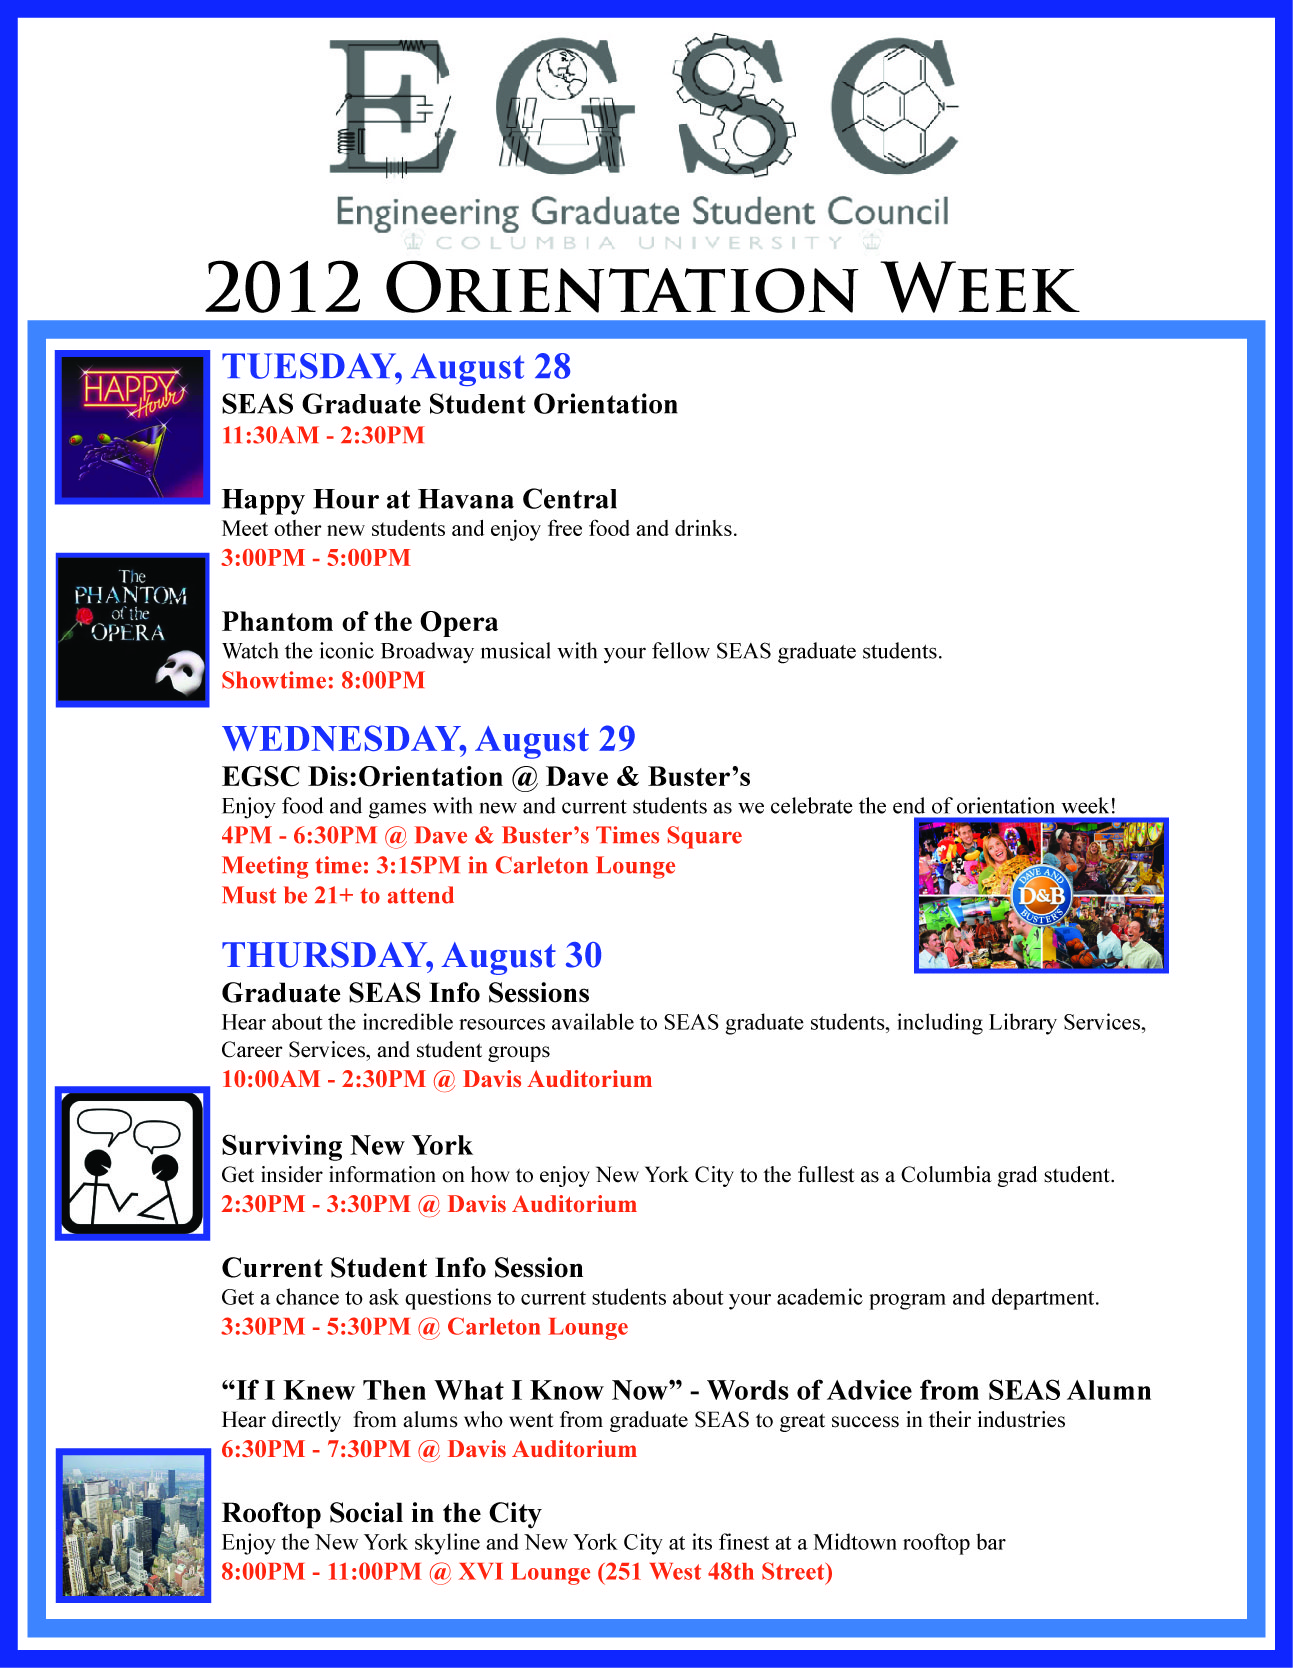 EGSC
Engineering Graduate Student Council
COLUMBIA UNIVERSITY
2012 ORIENTATION WEEK
HAPPY
Hour
TUESDAY, August 28
SEAS Graduate Student Orientation
11:30AM - 2:30PM
Happy Hour at Havana Central
Meet other new students and enjoy free food and drinks.
3:00PM - 5:00PM
The
PHANTOM
of the
OPERA
Phantom of the Opera
Watch the iconic Broadway musical with your fellow SEAS graduate students.
Showtime: 8:00PM
WEDNESDAY, August 29
EGSC Dis:Orientation @ Dave & Buster’s
Enjoy food and games with new and current students as we celebrate the end of orientation week!
4PM - 6:30PM @ Dave & Buster’s Times Square
Meeting time: 3:15PM in Carleton Lounge
Must be 21+ to attend
DAVE AND
D&B
BUSTER'S
THURSDAY, August 30
Graduate SEAS Info Sessions
Hear about the incredible resources available to SEAS graduate students, including Library Services,
Career Services, and student groups
10:00AM - 2:30PM @ Davis Auditorium
Surviving New York
Get insider information on how to enjoy New York City to the fullest as a Columbia grad student.
2:30PM - 3:30PM @ Davis Auditorium
Current Student Info Session
Get a chance to ask questions to current students about your academic program and department.
3:30PM - 5:30PM @ Carleton Lounge
“If I Knew Then What I Know Now” - Words of Advice from SEAS Alumn
Hear directly  from alums who went from graduate SEAS to great success in their industries
6:30PM - 7:30PM @ Davis Auditorium
Rooftop Social in the City
Enjoy the New York skyline and New York City at its finest at a Midtown rooftop bar
8:00PM - 11:00PM @ XVI Lounge (251 West 48th Street)